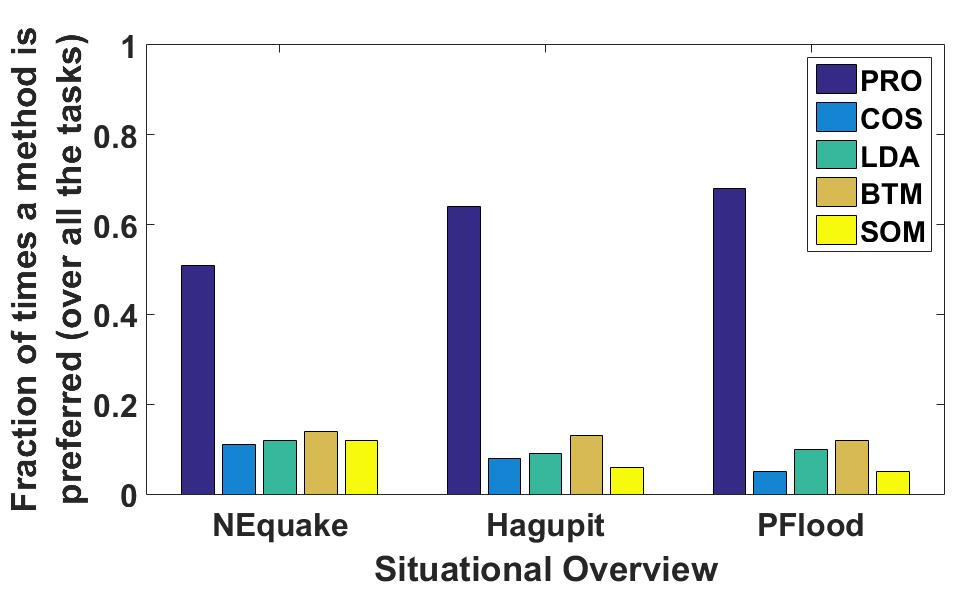 Fraction of times a method is
preferred (over all the tasks)
1
0.8
0.6
0.4
0.2
0
PRO
COS
LDA
BTM
SOM
NEquake
Hagupit
PFlood
Situational Overview